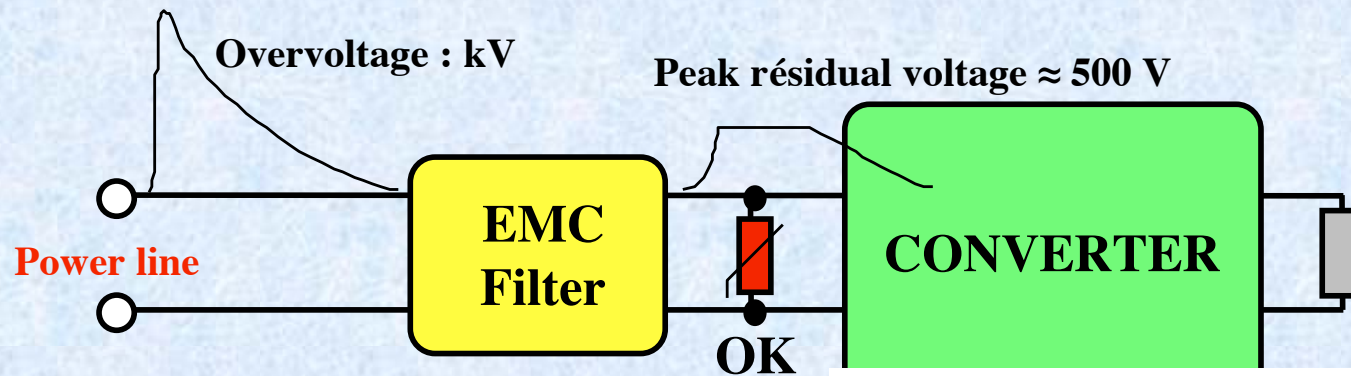 Overvoltage : kV
Peak résidual voltage ≈ 500 V
EMC
Filter
CONVERTER
Power line
OK